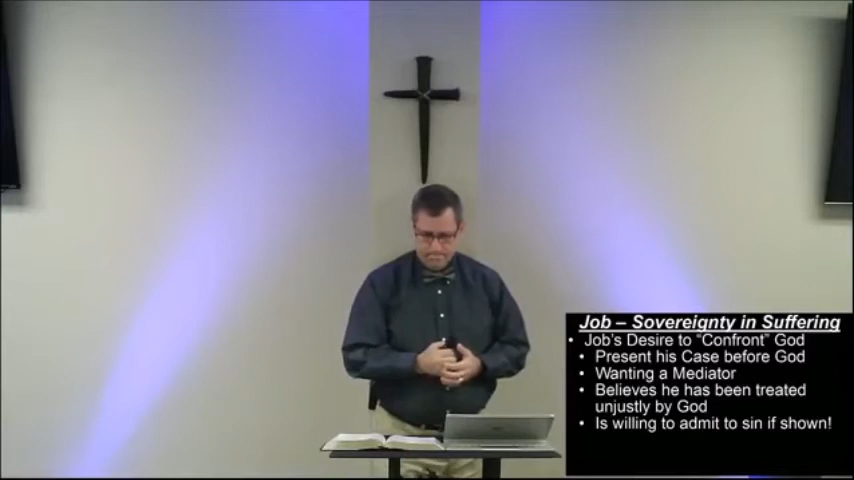 Job – Sovereignty in Suffering
• Job's Desire to "Confront" God
• Present his Case before God
• Wanting a Mediator
• Believes he has been treated
unjustly by God
• Is willing to admit to sin if shown!